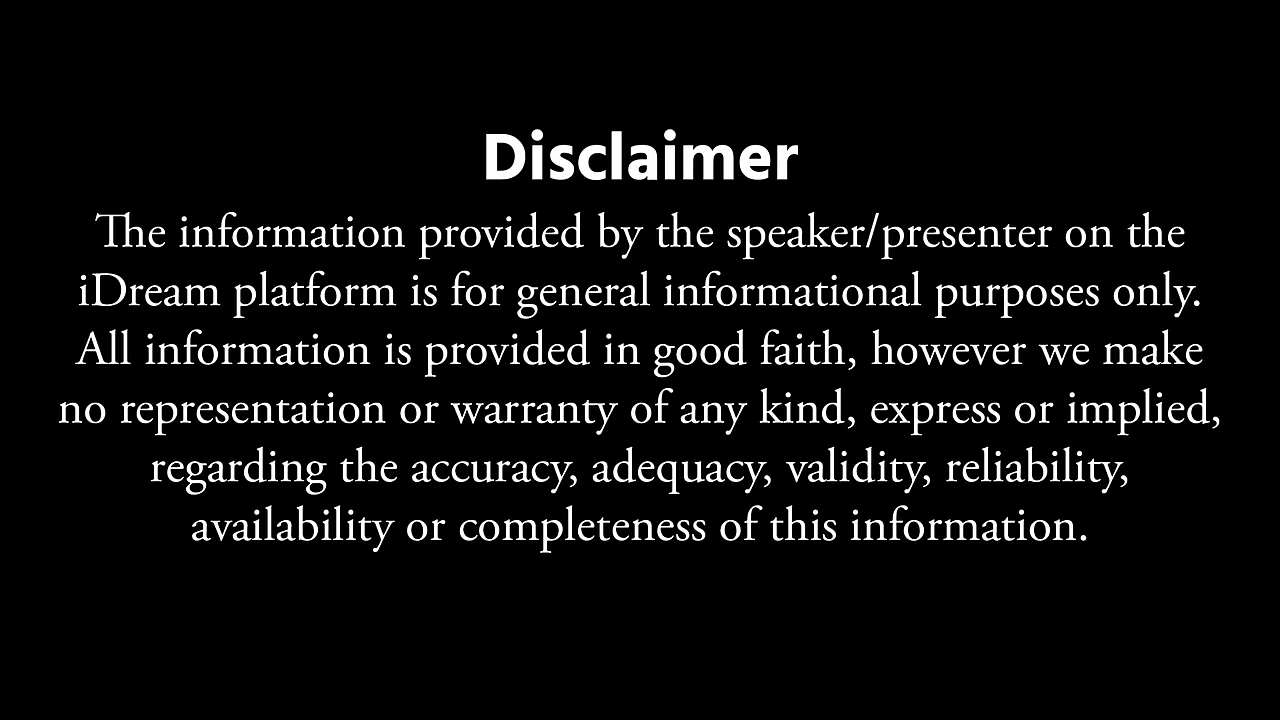 Disclaimer
The information provided by the speaker/presenter on the
iDream platform is for general informational purposes only.
All information is provided in good faith, however we make
no representation or warranty of any kind, express or implied,
regarding the accuracy, adequacy, validity, reliability,
availability or completeness of this information.